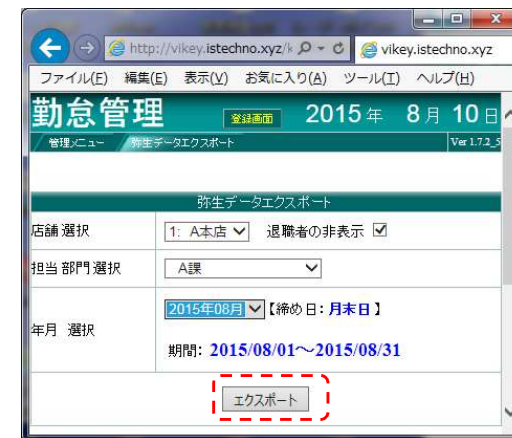 http://vikey.istechno.xyz/k
vikey.istechno.xyz
ファイル(F) 編集(E) 表示(V) お気に入り(A) ツール(T) ヘルプ(H)
勤怠管理 登録画面 2015年 8月 10日
管理メニュー 弥生データエクスポート Ver 1.7.2_5
弥生データエクスポート
店舗選択 1: A本店 退職者の非表示
担当部門選択 A課
年月 選択 2015年08月 【締め日:月末日】
期間: 2015/08/01~2015/08/31
エクスポート